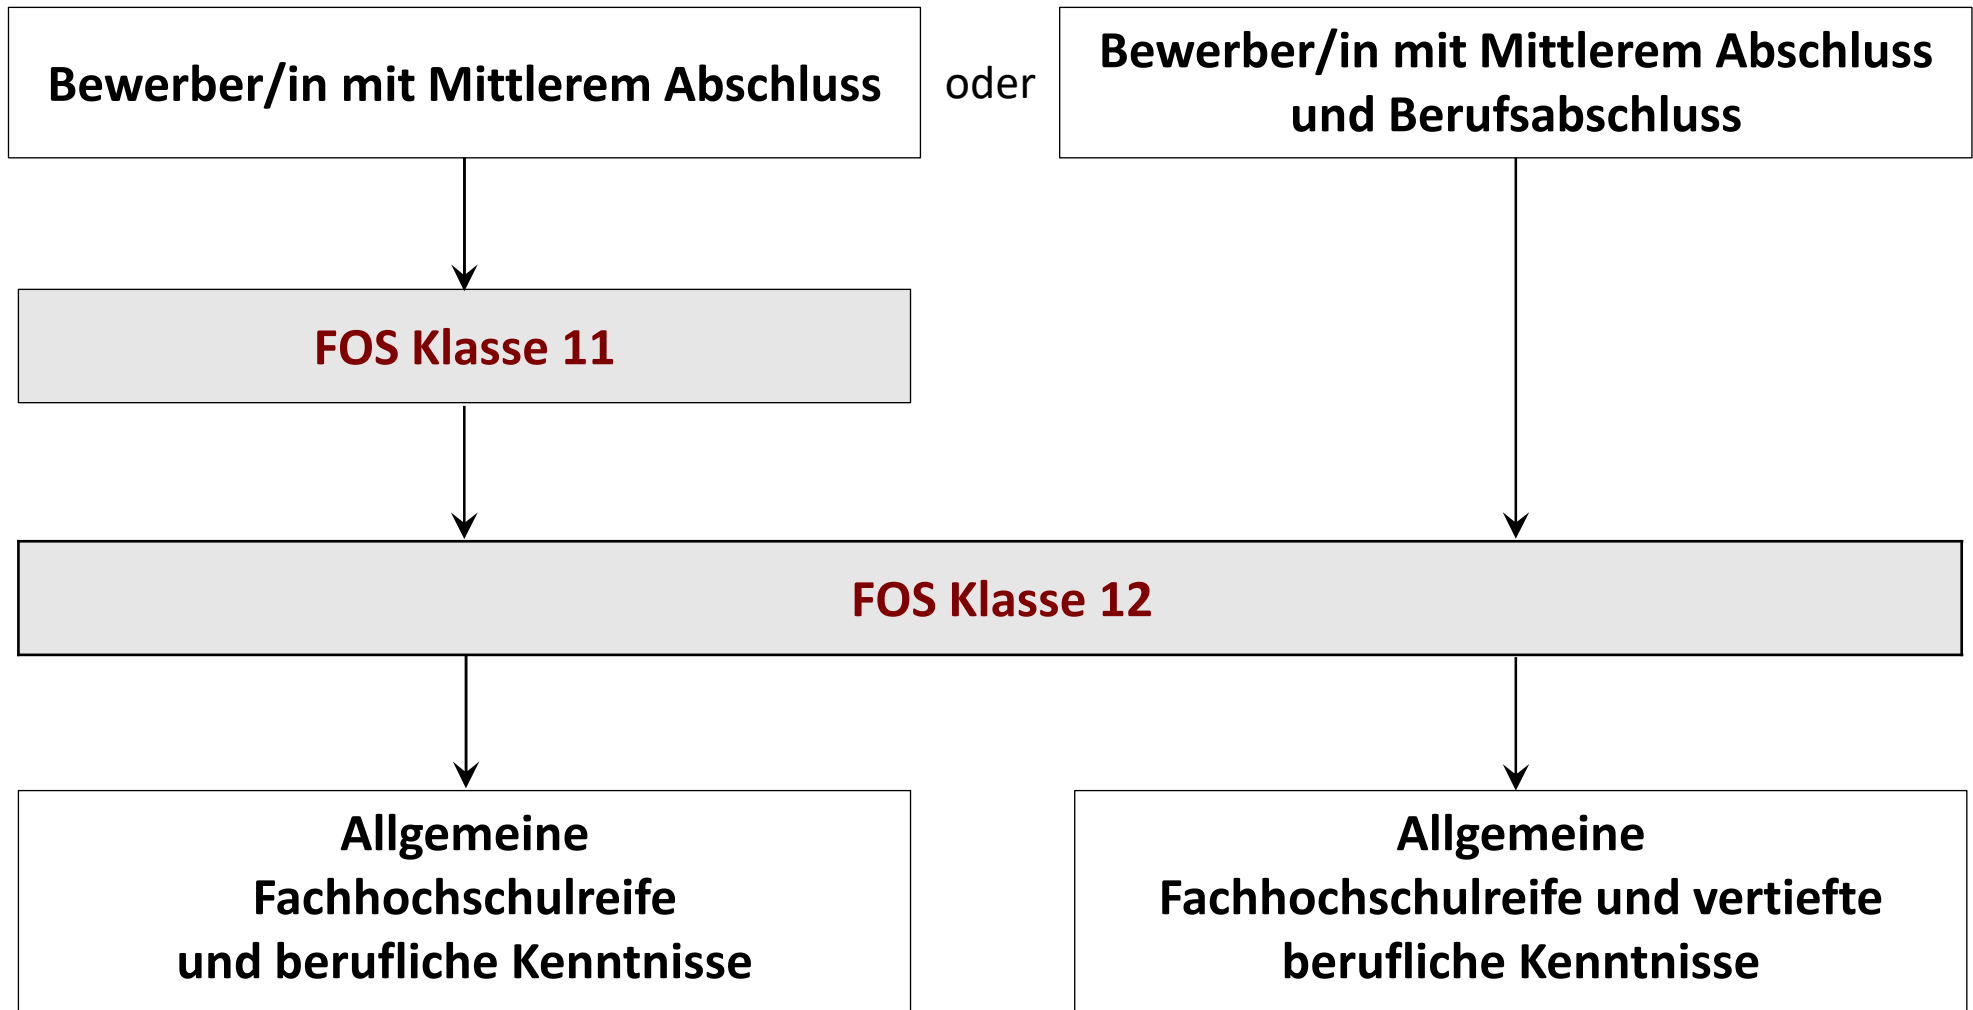 Bewerber/in mit Mittlerem Abschluss
oder
Bewerber/in mit Mittlerem Abschluss
und Berufsabschluss
FOS Klasse 11
FOS Klasse 12
Allgemeine
Fachhochschulreife
und berufliche Kenntnisse
Allgemeine
Fachhochschulreife und vertiefte
berufliche Kenntnisse